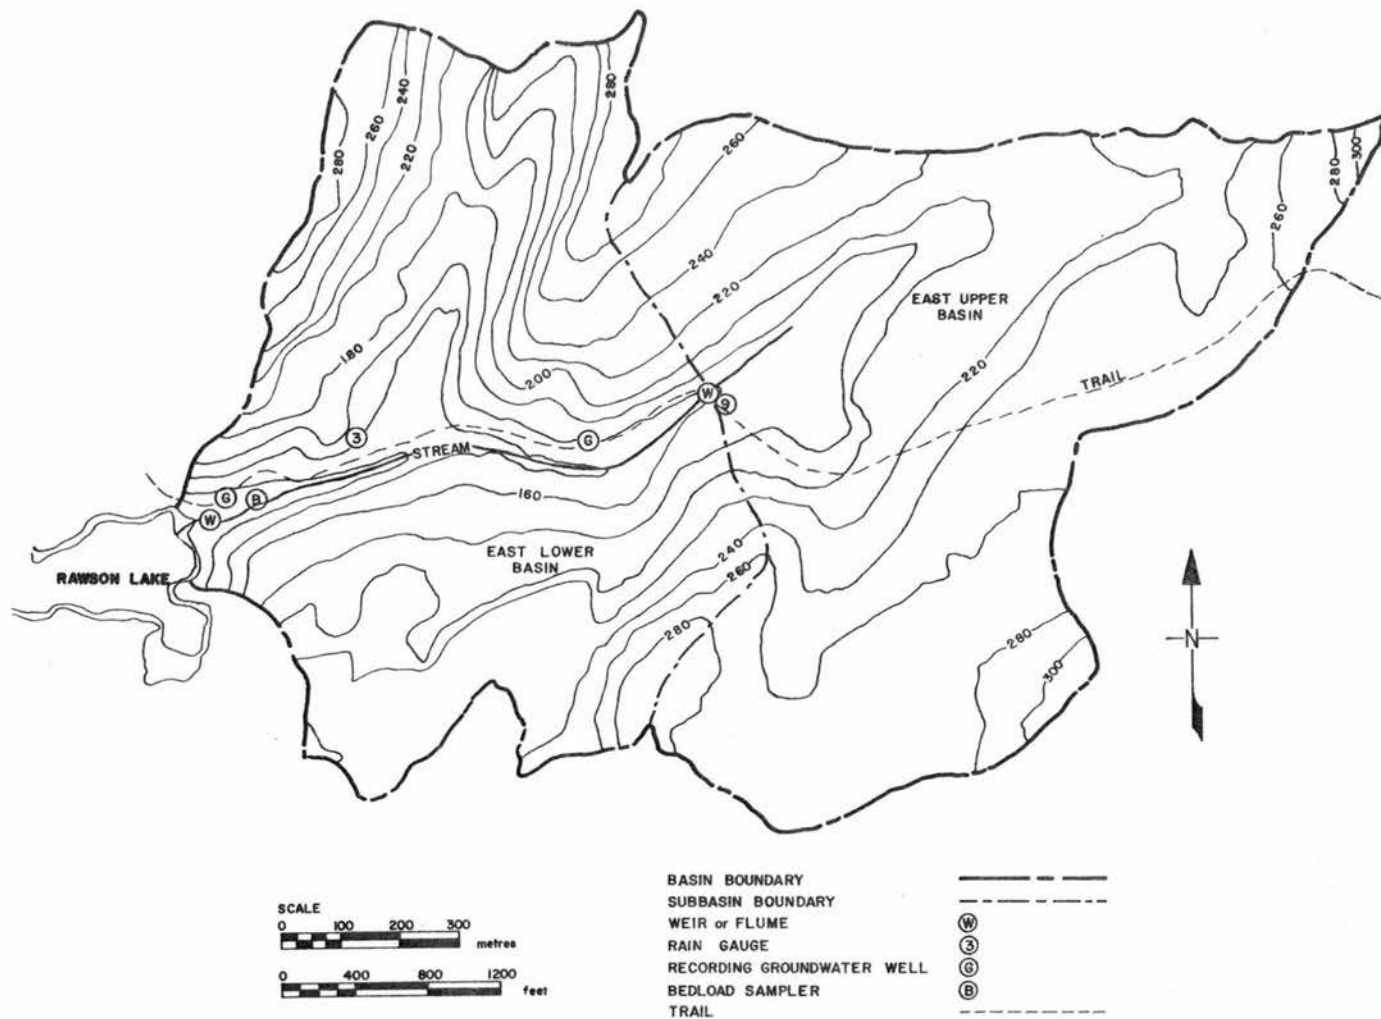 280
260
240
220
280
260
240
220
200
180
260
280
300
EAST UPPER
BASIN
220
TRAIL
W
9
3
G
STREAM
G
B
W
160
RAWSON LAKE
EAST LOWER
BASIN
240
260
280
280
300
N
SCALE
0 100 200 300
metres
0 400 800 1200
feet
BASIN BOUNDARY
SUBBASIN BOUNDARY
WEIR or FLUME W
RAIN GAUGE 3
RECORDING GROUNDWATER WELL G
BEDLOAD SAMPLER B
TRAIL